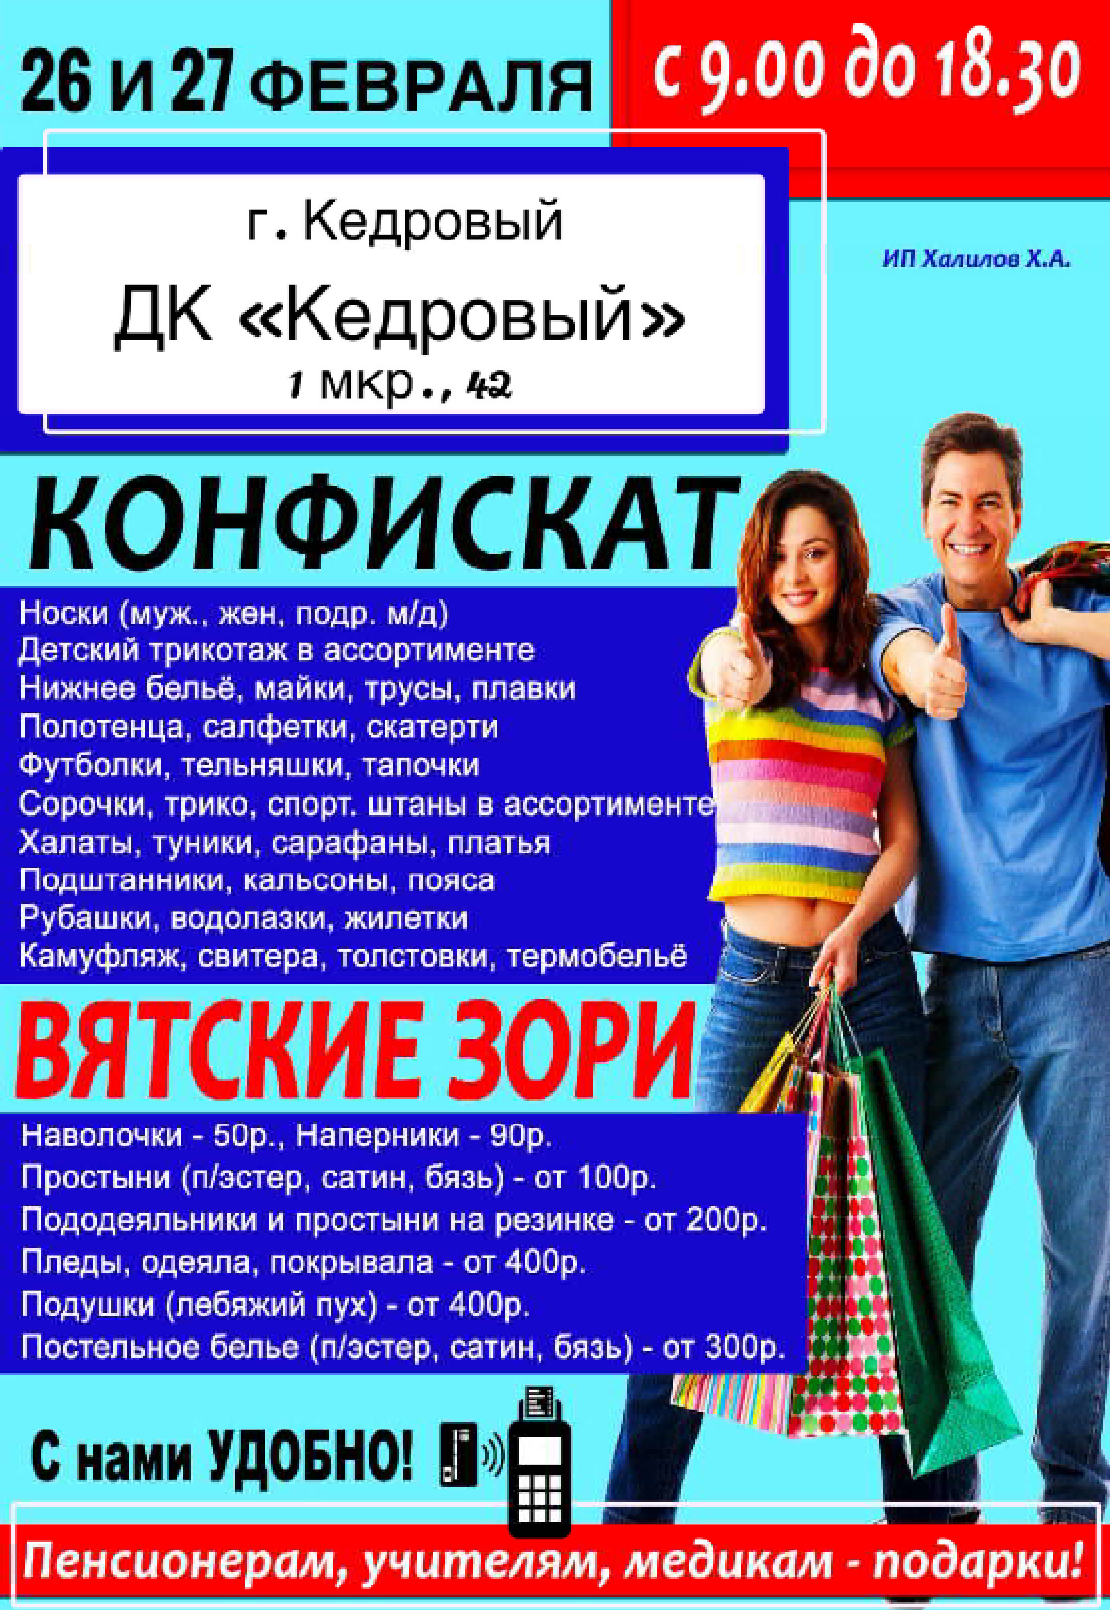 26 И 27 ФЕВРАЛЯ
с 9.00 до 18.30
г. Кедровый
ДК «Кедровый»
1 мкр., 42
ИП Халилов Х.А.
КОНФИСКАТ
Носки (муж., жен, подр. м/д)
Детский трикотаж в ассортименте
Нижнее бельё, майки, трусы, плавки
Полотенца, салфетки, скатерти
Футболки, тельняшки, тапочки
Сорочки, трико, спорт. штаны в ассортименте
Халаты, туники, сарафаны, платья
Подштанники, кальсоны, пояса
Рубашки, водолазки, жилетки
Камуфляж, свитера, толстовки, термобельё
ВЯТСКИЕ ЗОРИ
Наволочки - 50р., Наперники - 90р.
Простыни (п/эстер, сатин, бязь) - от 100р.
Пододеяльники и простыни на резинке - от 200р.
Пледы, одеяла, покрывала - от 400р.
Подушки (лебяжий пух) - от 400р.
Постельное белье (п/эстер, сатин, бязь) - от 300р.
С нами УДОБНО!
Пенсионерам, учителям, медикам - подарки!